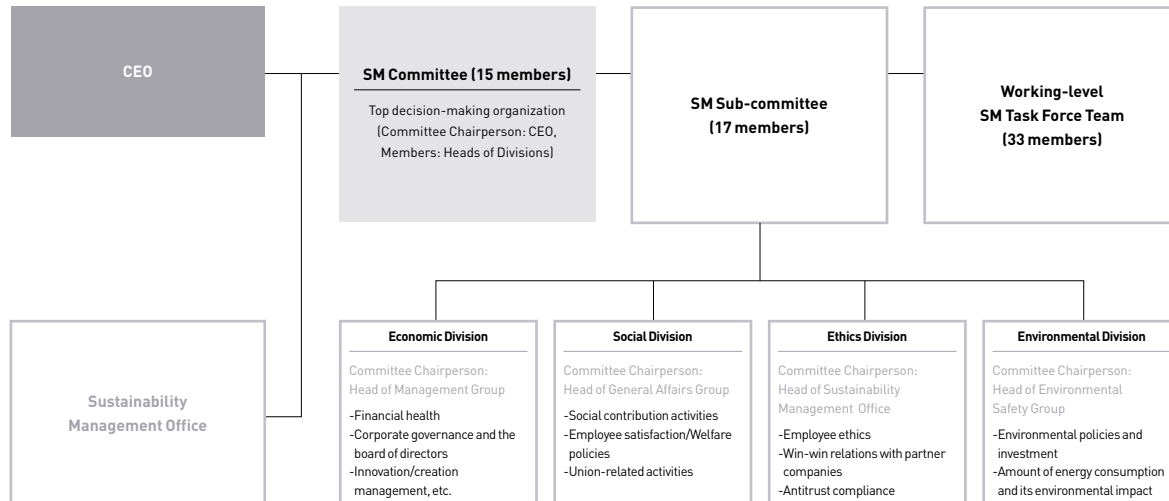 CEO
SM Committee (15 members)
Top decision-making organization
(Committee Chairperson: CEO,
Members: Heads of Divisions)
SM Sub-committee
(17 members)
Working-level
SM Task Force Team
(33 members)
Sustainability
Management Office
Economic Division
Committee Chairperson:
Head of Management Group
-Financial health
-Corporate governance and the
board of directors
-Innovation/creation
management, etc.
Social Division
Committee Chairperson:
Head of General Affairs Group
-Social contribution activities
-Employee satisfaction/Welfare
policies
-Union-related activities
Ethics Division
Committee Chairperson:
Head of Sustainability
Management Office
-Employee ethics
-Win-win relations with partner
companies
-Antitrust compliance
Environmental Division
Committee Chairperson:
Head of Environmental
Safety Group
-Environmental policies and
investment
-Amount of energy consumption
and its environmental impact